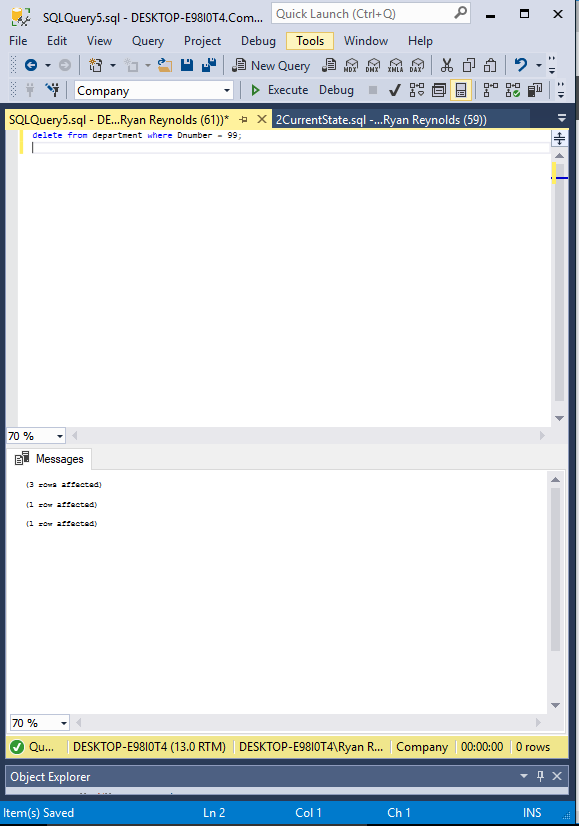 SQLQuery5.sql - DESKTOP-E98I0T4.Com...
Quick Launch (Ctrl+Q)
File Edit View Query Project Debug Tools Window Help
New Query MDX DMX XMLA DAX
Company Execute Debug
SQLQuery5.sql - DE...Ryan Reynolds (61))* 2CurrentState.sql -...Ryan Reynolds (59))
delete from department where Dnumber = 99;
70 %
Messages
(3 rows affected)
(1 row affected)
(1 row affected)
70 %
Qu... DESKTOP-E98I0T4 (13.0 RTM) DESKTOP-E98I0T4\Ryan R... Company 00:00:00 0 rows
Object Explorer
Item(s) Saved Ln 2 Col 1 Ch 1 INS